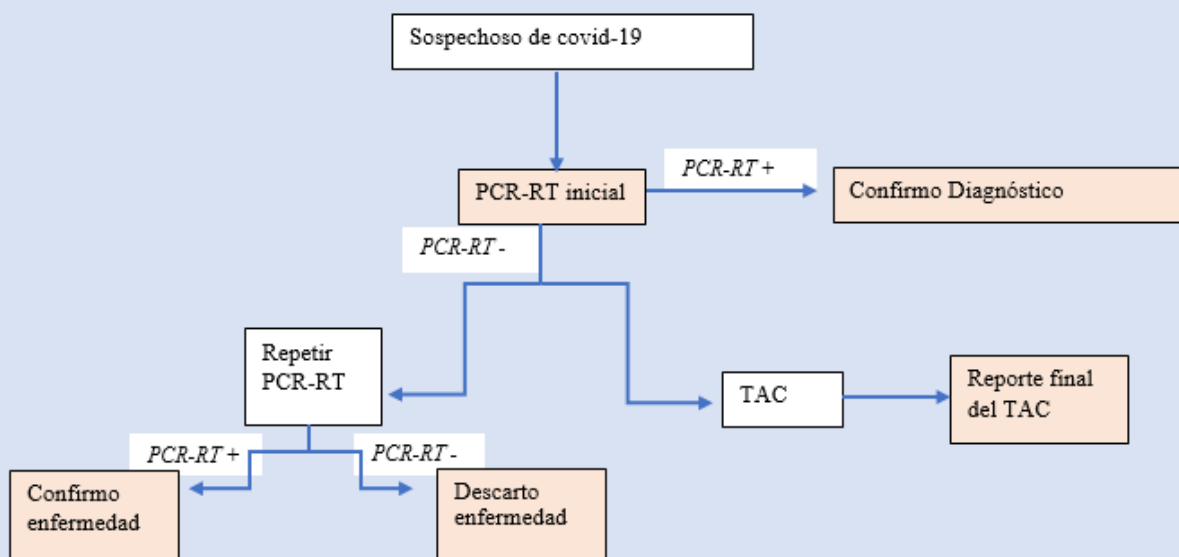 Sospechoso de covid-19
PCR-RT inicial
PCR-RT +
Confirmo Diagnóstico
PCR-RT -
Repetir
PCR-RT
TAC
Reporte final
del TAC
PCR-RT +
PCR-RT -
Confirmo
enfermedad
Descarto
enfermedad